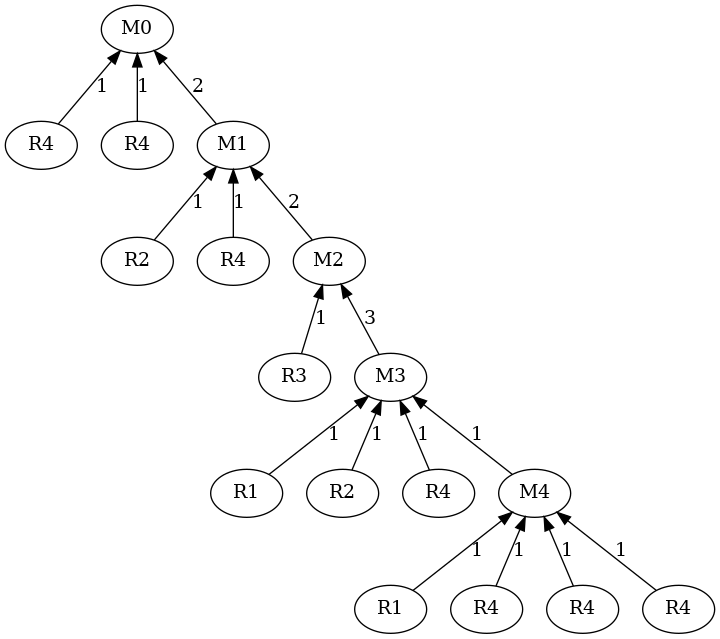 M0
1 1 2
R4 R4 M1
1 1 2
R2 R4 M2
1 3
R3 M3
1 1 1 1
R1 R2 R4 M4
1 1 1 1
R1 R4 R4 R4